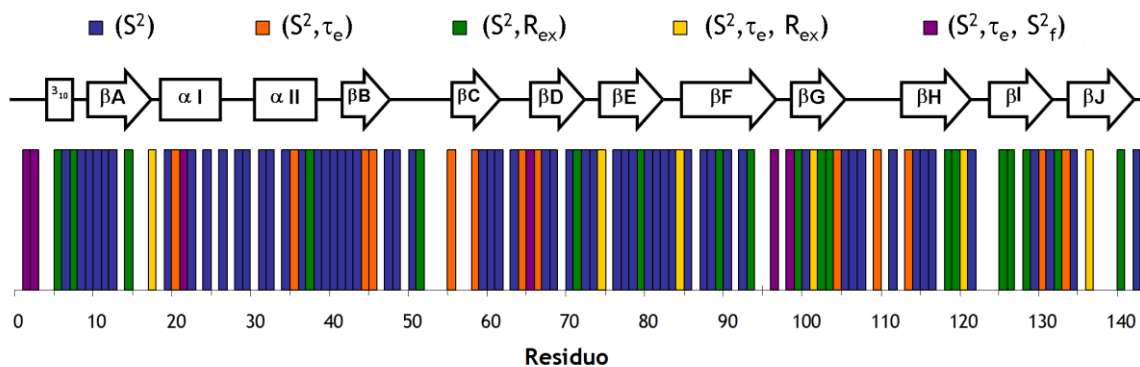 (S²) (S²,τₑ) (S²,Rₑₓ) (S²,τₑ, Rₑₓ) (S²,τₑ, S²f)
3₁₀ βA α I α II βB βC βD βE βF βG βH βI βJ
0 10 20 30 40 50 60 70 80 90 100 110 120 130 140
Residuo